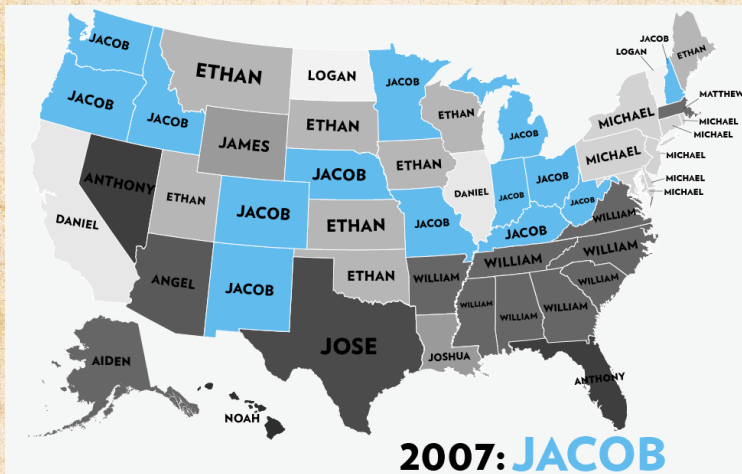 JACOB
JACOB
ETHAN
LOGAN
JACOB
LOGAN
JACOB
ETHAN
JACOB
JAMES
ETHAN
ETHAN
MICHAEL
MATTHEW
MICHAEL
MICHAEL
JACOB
ETHAN
MICHAEL
MICHAEL
ANTHONY
ETHAN
JACOB
DANIEL
JACOB
JACOB
MICHAEL
MICHAEL
DANIEL
JACOB
ETHAN
JACOB
JACOB
JACOB
WILLIAM
ANGEL
JACOB
ETHAN
WILLIAM
WILLIAM
WILLIAM
WILLIAM
JOSE
WILLIAM
WILLIAM
WILLIAM
AIDEN
JOSHUA
NOAH
ANTHONY
2007: JACOB